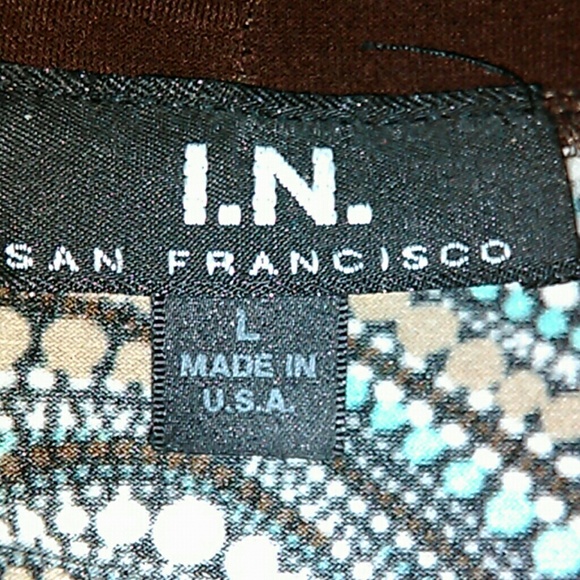 I.N.
SAN FRANCISCO
L
MADE IN
U.S.A.